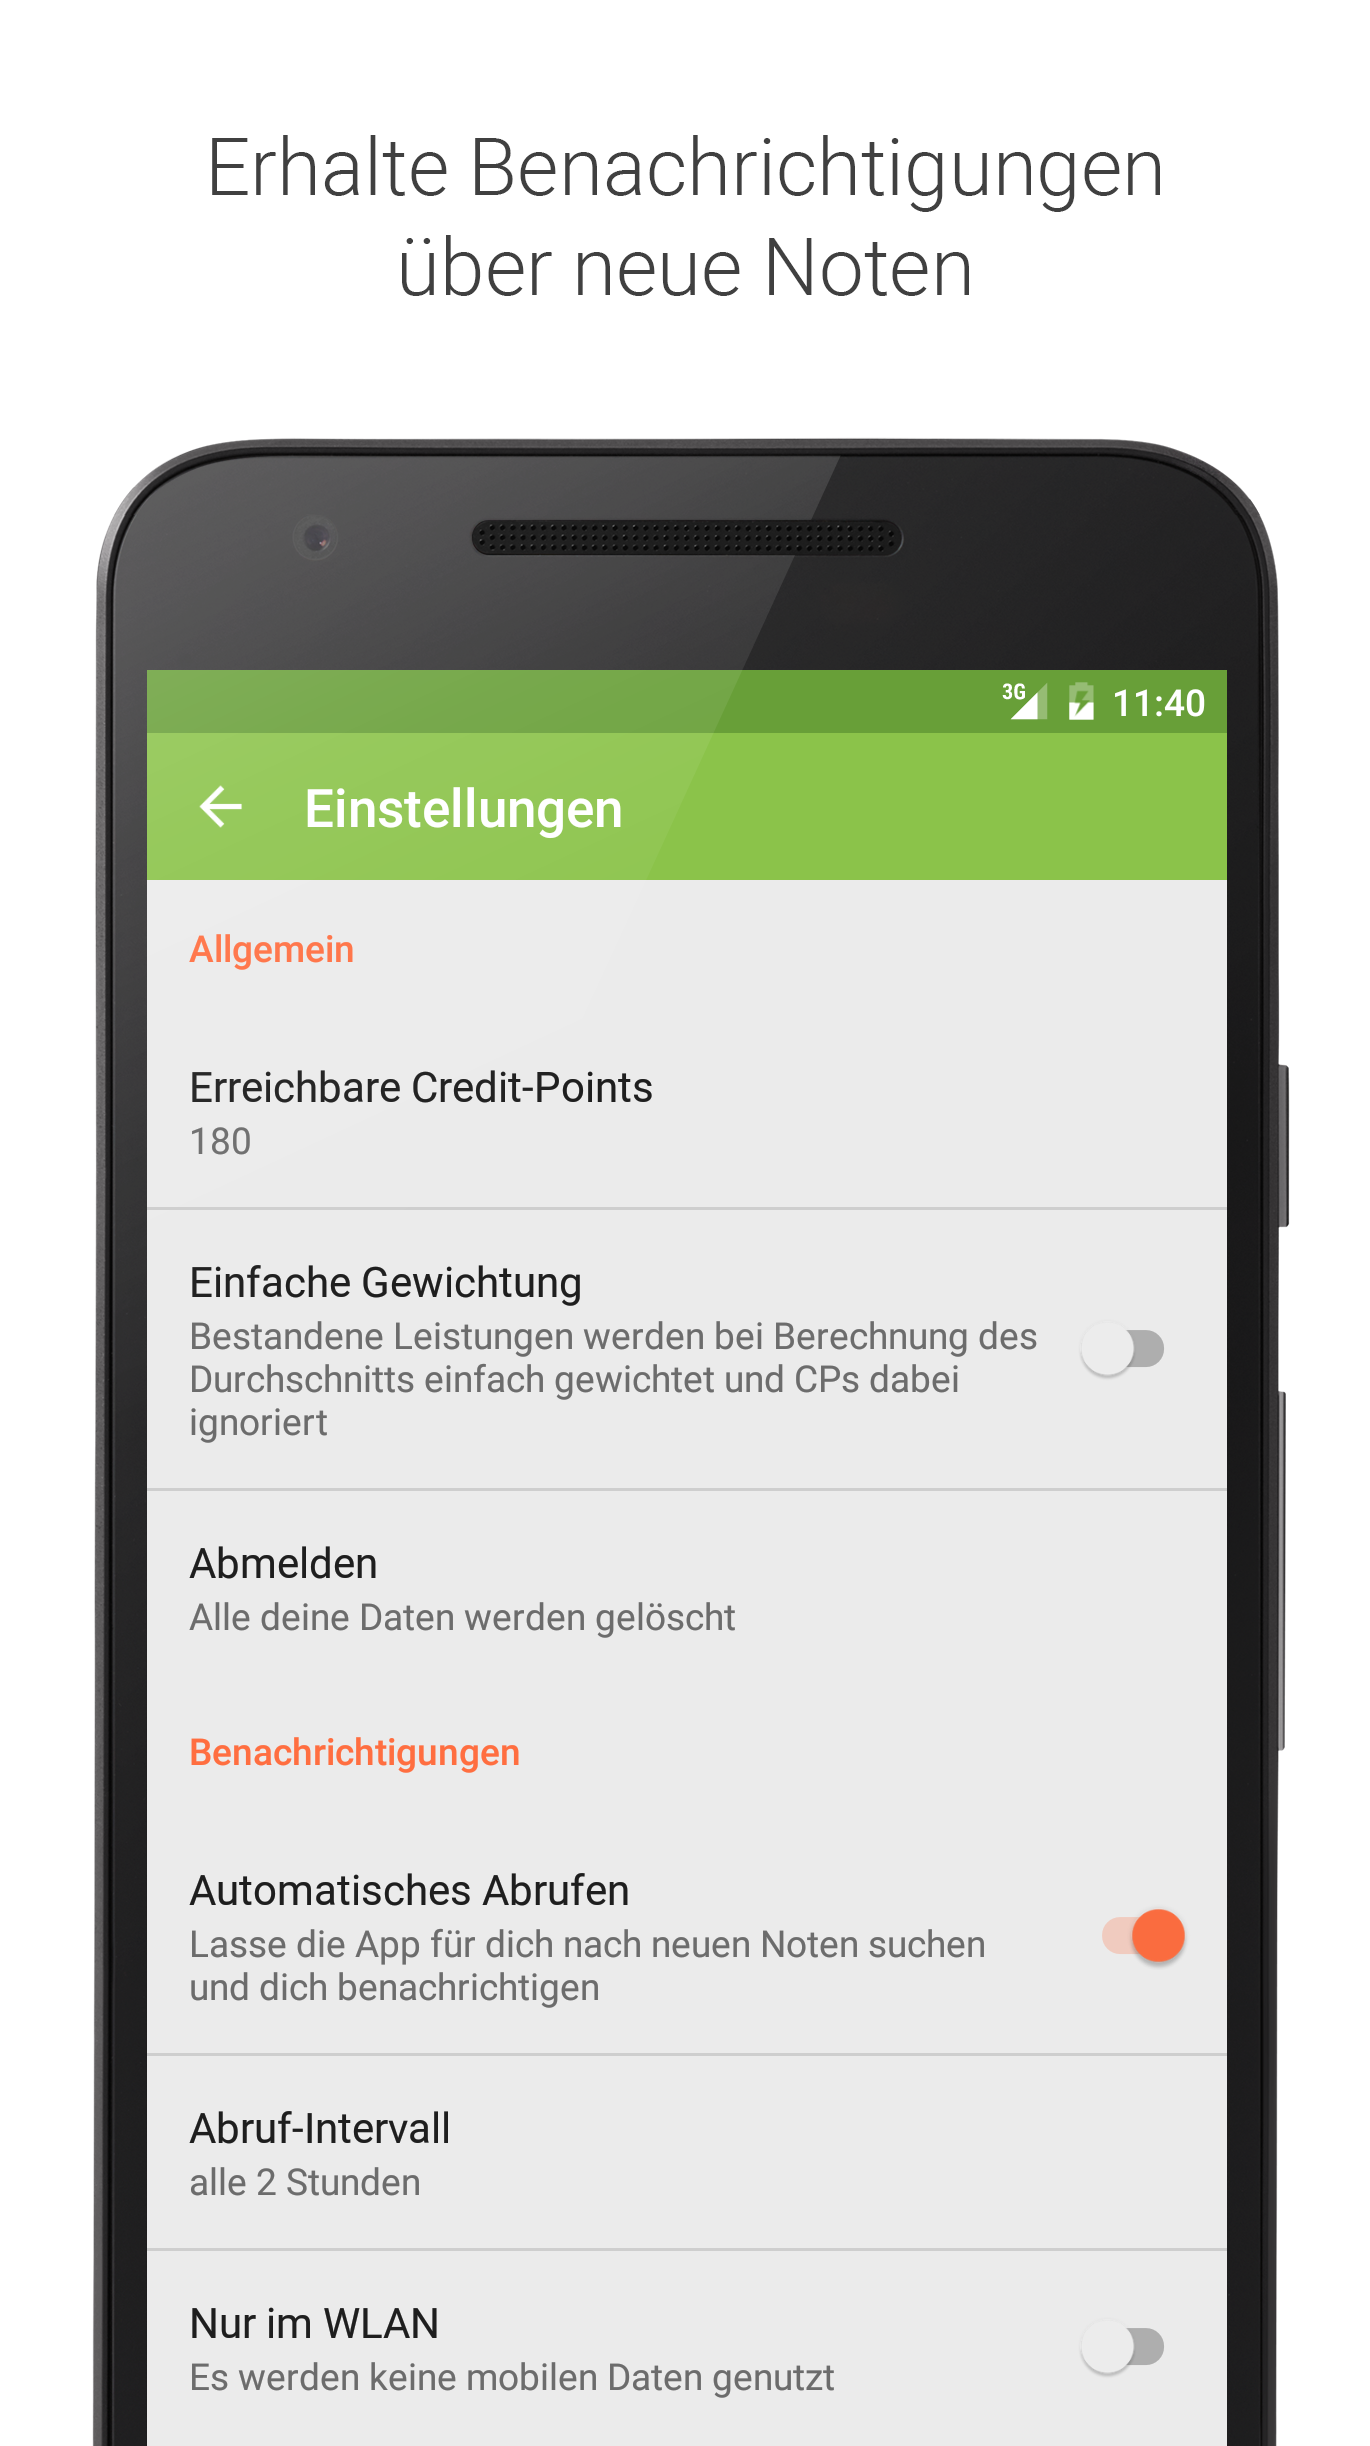 Erhalte Benachrichtigungen
über neue Noten
3G 11:40
Einstellungen
Allgemein
Erreichbare Credit-Points
180
Einfache Gewichtung
Bestandene Leistungen werden bei Berechnung des
Durchschnitts einfach gewichtet und CPs dabei
ignoriert
Abmelden
Alle deine Daten werden gelöscht
Benachrichtigungen
Automatisches Abrufen
Lasse die App für dich nach neuen Noten suchen
und dich benachrichtigen
Abruf-Intervall
alle 2 Stunden
Nur im WLAN
Es werden keine mobilen Daten genutzt